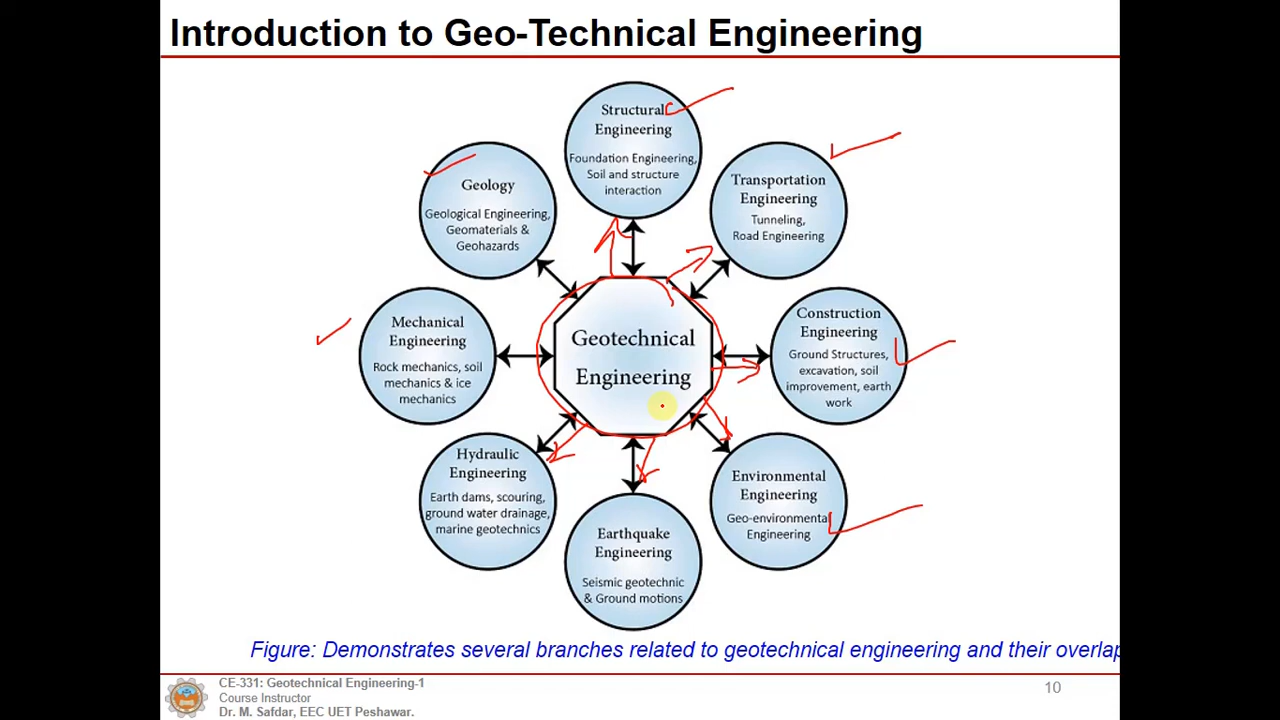 Introduction to Geo-Technical Engineering
Structural
Engineering
Foundation Engineering,
Soil and structure
interaction
Transportation
Engineering
Tunneling,
Road Engineering
Construction
Engineering
Ground Structures,
excavation, soil
improvement, earth
work
Environmental
Engineering
Geo-environmental
Engineering
Earthquake
Engineering
Seismic geotechnic
& Ground motions
Hydraulic
Engineering
Earth dams, scouring,
ground water drainage,
marine geotechnics
Mechanical
Engineering
Rock mechanics, soil
mechanics & ice
mechanics
Geology
Geological Engineering,
Geomaterials &
Geohazards
Geotechnical
Engineering
Figure: Demonstrates several branches related to geotechnical engineering and their overlap
CE-331: Geotechnical Engineering-1
Course Instructor
Dr. M. Safdar, EEC UET Peshawar.
10